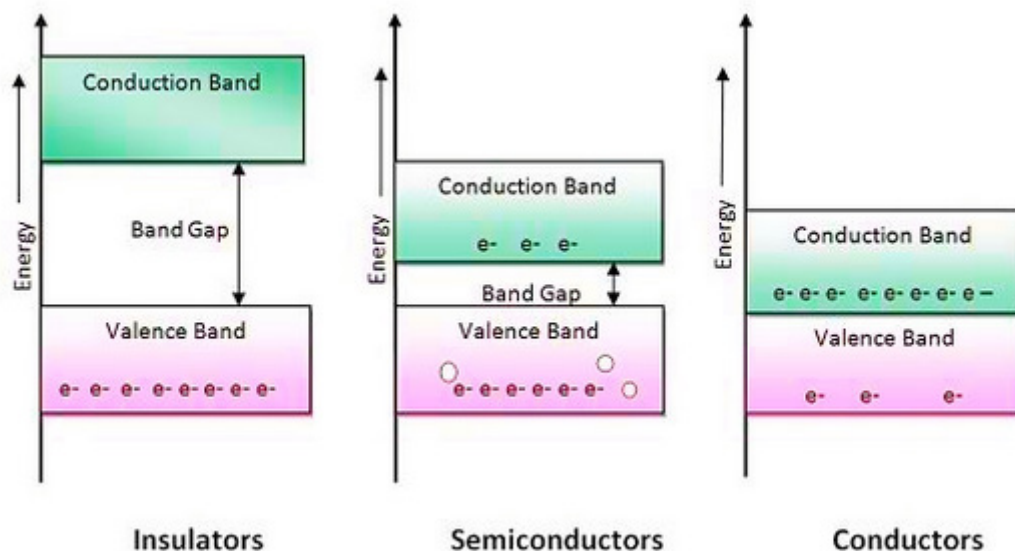 Conduction Band
Energy
Band Gap
Valence Band
e- e- e- e- e- e- e- e-
Insulators
Conduction Band
e- e- e-
Energy
Band Gap
Valence Band
e- e- e- e- e- e-
Semiconductors
Energy
Conduction Band
e- e- e- e- e- e- e- e –
Valence Band
e- e- e-
Conductors